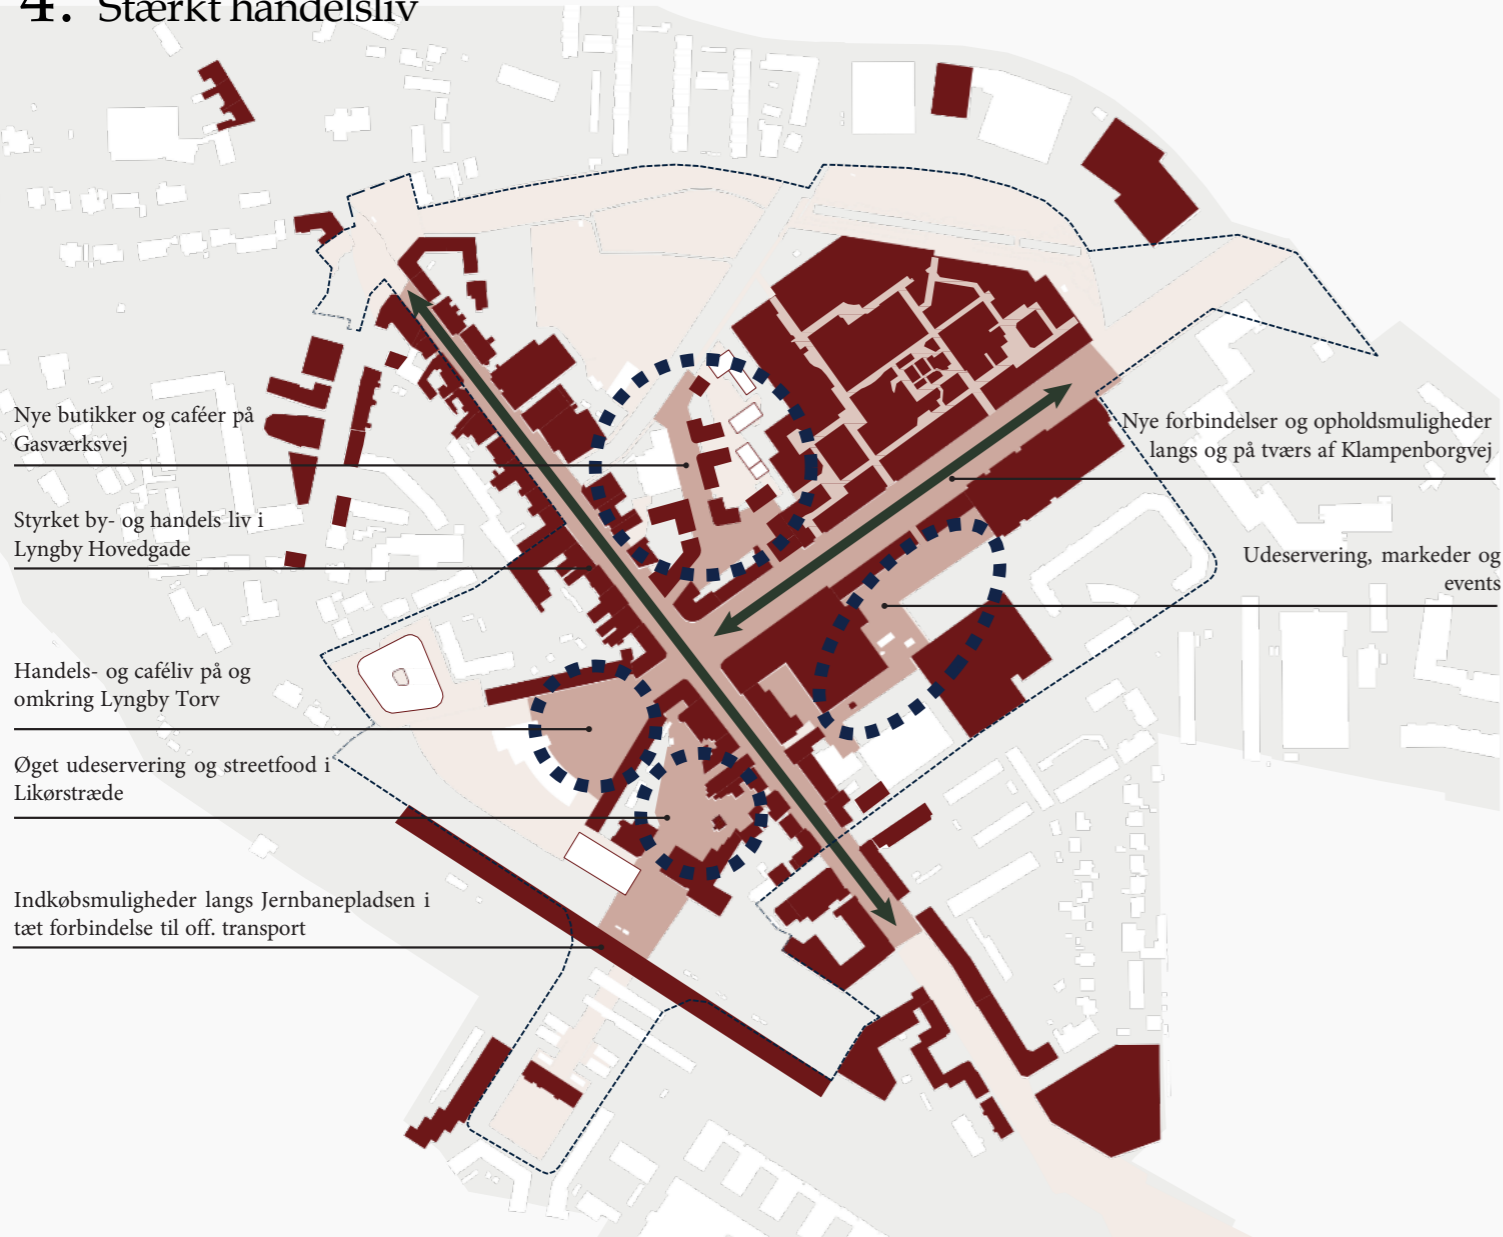 4. Stærkt handelsliv
Nye butikker og caféer på
Gasværksvej
Styrket by- og handels liv i
Lyngby Hovedgade
Handels- og caféliv på og
omkring Lyngby Torv
Øget udeservering og streetfood i
Likørstræde
Indkøbsmuligheder langs Jernbanepladsen i
tæt forbindelse til off. transport
Nye forbindelser og opholdsmuligheder
langs og på tværs af Klampenborgvej
Udeservering, markeder og
events